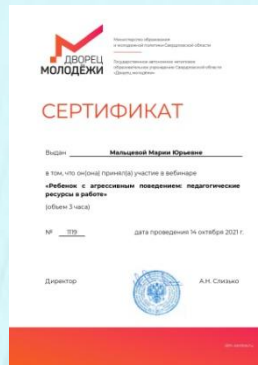 ДВОРЕЦ
МОЛОДЁЖИ
Министерство образования
и молодёжной политики Свердловской области
Государственное автономное нетиповое
образовательное учреждение Свердловской области
«Дворец молодёжи»
СЕРТИФИКАТ
Выдан Мальцевой Марии Юрьевне
в том, что он(она) принял(а) участие в вебинаре
«Ребенок с агрессивным поведением: педагогические
ресурсы в работе»
(объем 3 часа)
№ 1119 дата проведения 14 октября 2021 г.
Директор А.Н. Слизько